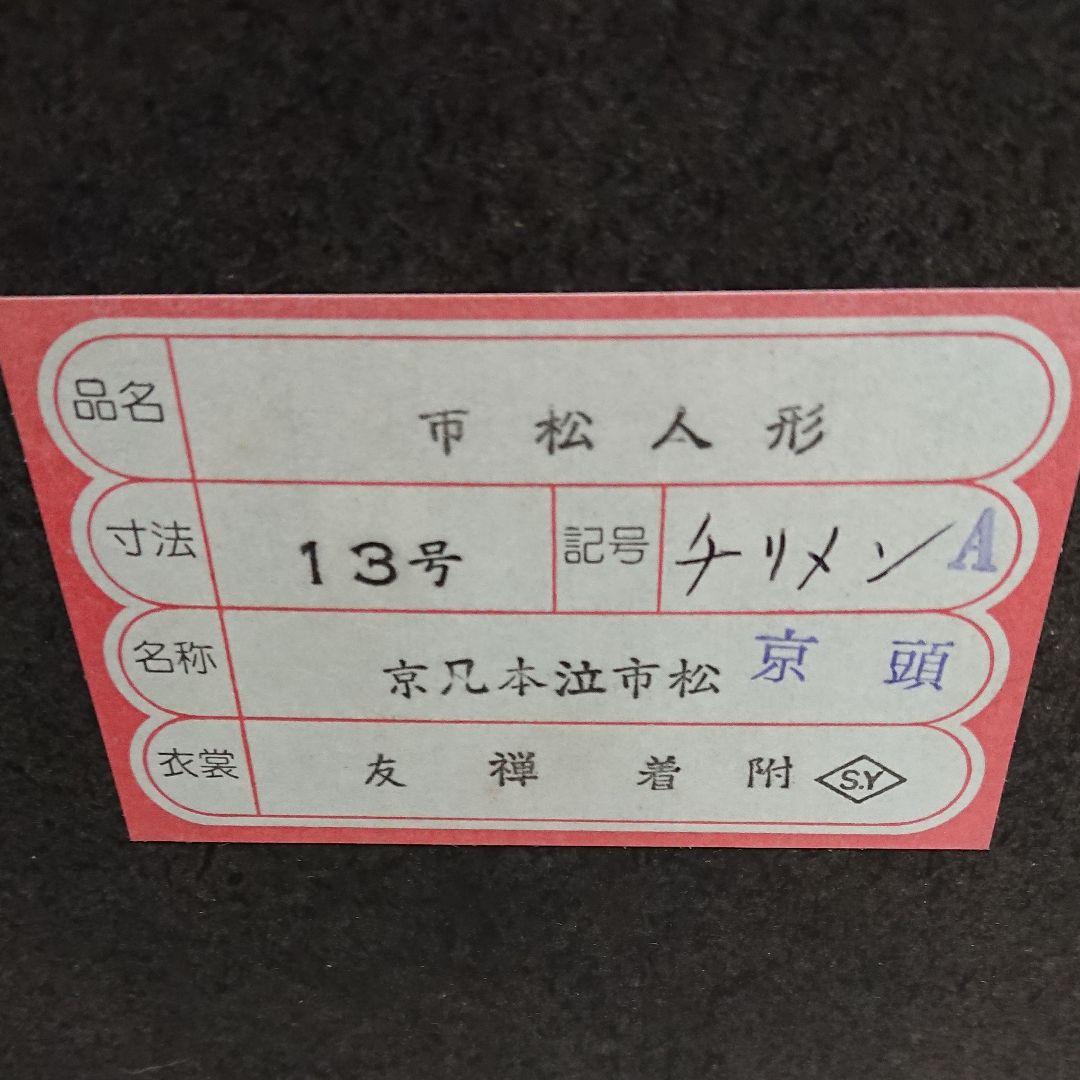 品名 市松人形
寸法 13号 記号 チリメン A
名称 京凡本泣市松 京頭
衣裳 友禅着附 S.Y